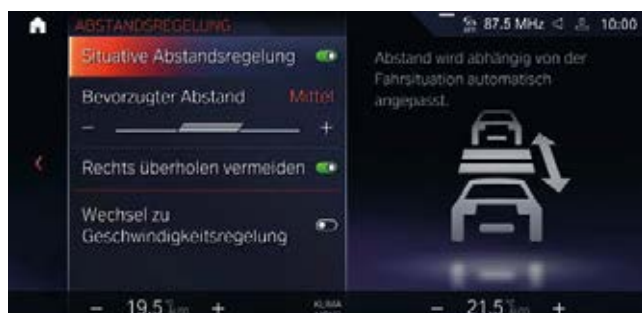 ABSTANDSREGELUNG
87.5 MHz 10:00
Situative Abstandsregelung
Bevorzugter Abstand Mittel
- +
Rechts überholen vermeiden
Wechsel zu
Geschwindigkeitsregelung
Abstand wird abhängig von der
Fahrsituation automatisch
angepasst.
- 19.5 + KLIMA - 21.5 +